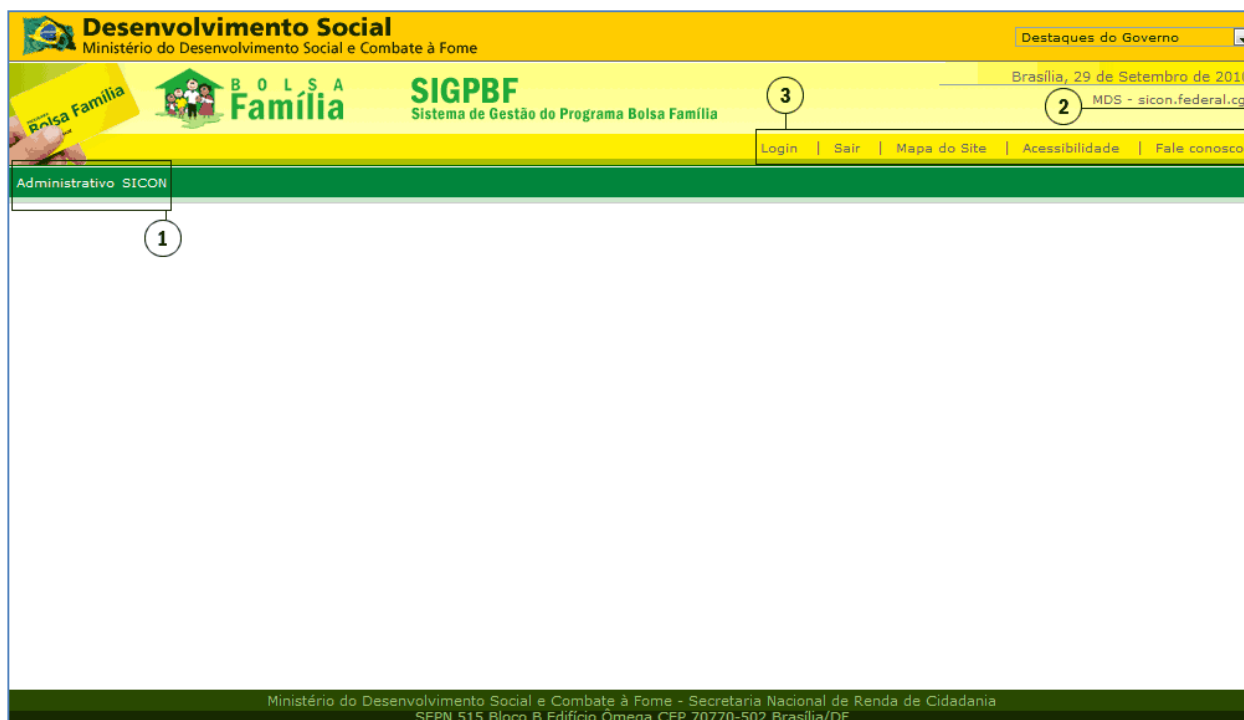 Desenvolvimento Social
Ministério do Desenvolvimento Social e Combate à Fome
Destaques do Governo
Bolsa Família
BOLSA
Família
SIGPBF
Sistema de Gestão do Programa Bolsa Família
Brasília, 29 de Setembro de 2010
MDS - sicon.federal.cg
3
2
Login | Sair | Mapa do Site | Acessibilidade | Fale conosco
Administrativo SICON
1
Ministério do Desenvolvimento Social e Combate à Fome - Secretaria Nacional de Renda de Cidadania
SEPN 515 Bloco B Edifício Ômega CEP 70770-502 Brasília/DF